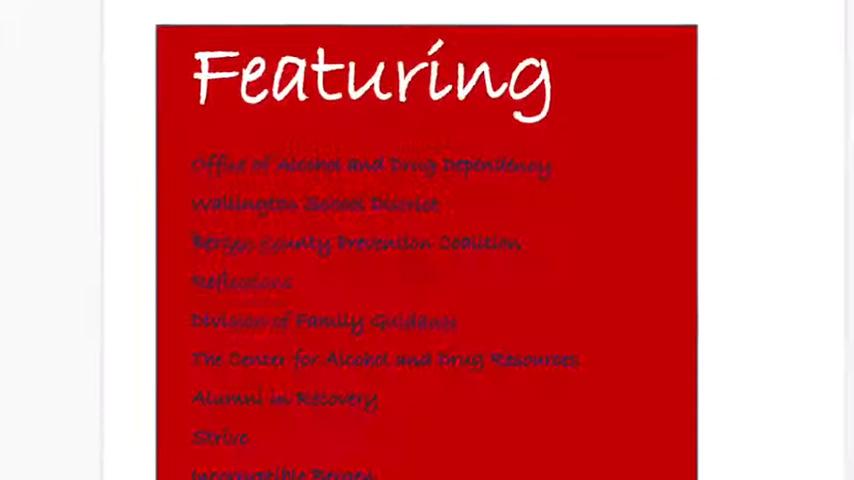 Featuring
Office of Alcohol and Drug Dependency
Wallington School District
Bergen County Prevention Coalition
Reflections
Division of Family Guidance
The Center for Alcohol and Drug Resources
Alumni in Recovery
Strive
Bergen